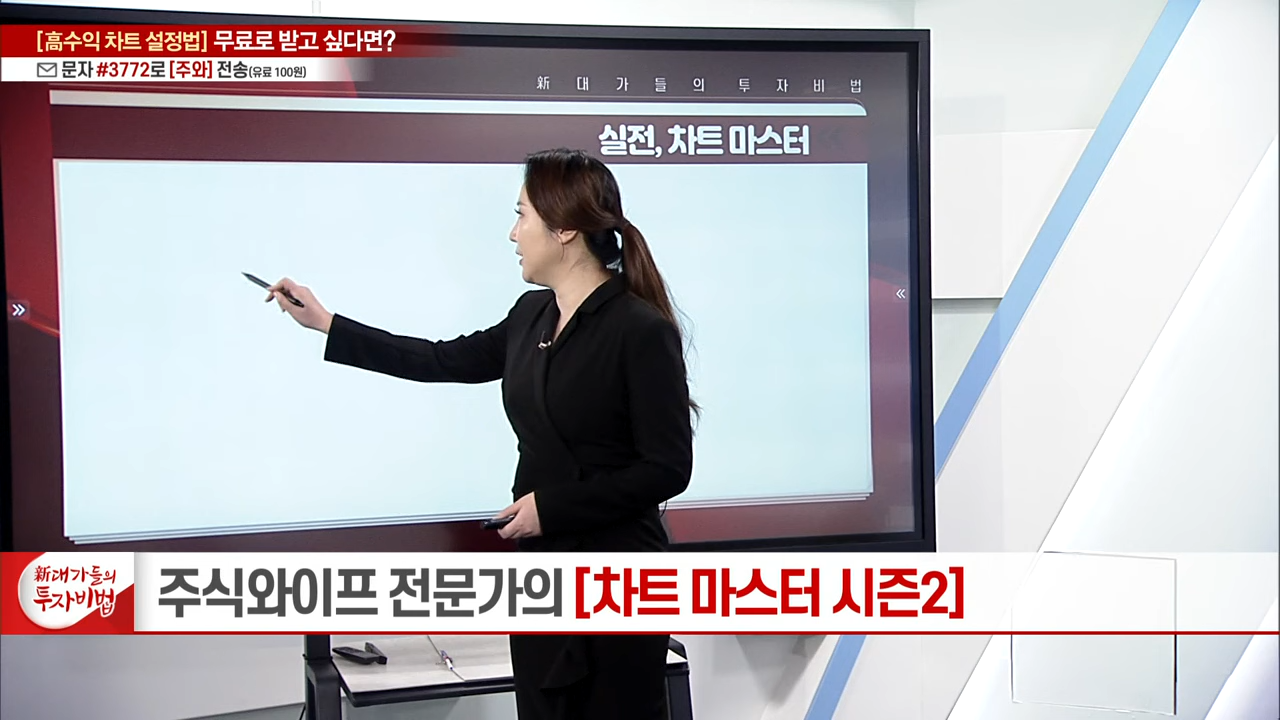 [高수익 차트 설정법] 무료로 받고 싶다면?
문자 #3772로 [주와] 전송(유료 100원)
新 대가들의 투자비법
실전, 차트 마스터
»
«
新대가들의
투자비법
주식와이프 전문가의 [차트 마스터 시즌2]